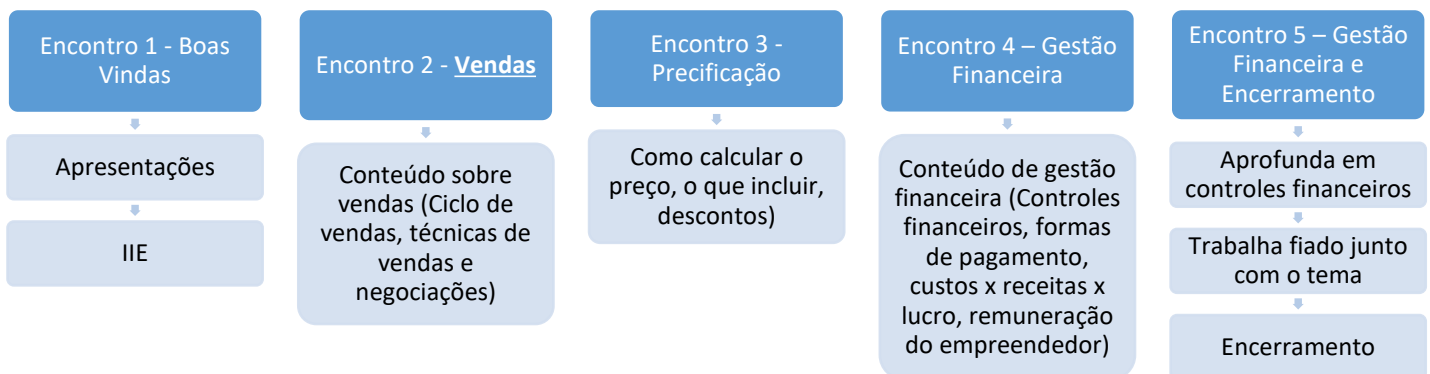 Encontro 1 - Boas
Vindas
Apresentações
IIE
Encontro 2 - Vendas
Conteúdo sobre
vendas (Ciclo de
vendas, técnicas de
vendas e
negociações)
Encontro 3 -
Precificação
Como calcular o
preço, o que incluir,
descontos)
Encontro 4 – Gestão
Financeira
Conteúdo de gestão
financeira (Controles
financeiros, formas
de pagamento,
custos x receitas x
lucro, remuneração
do empreendedor)
Encontro 5 – Gestão
Financeira e
Encerramento
Aprofunda em
controles financeiros
Trabalha fiado junto
com o tema
Encerramento